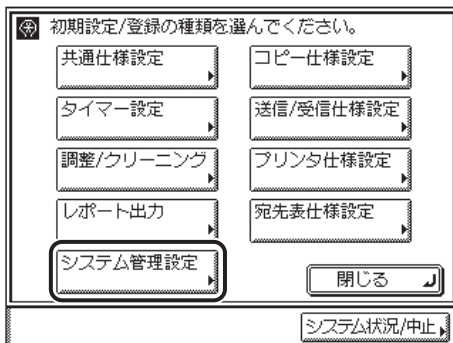 初期設定/登録の種類を選んでください。
共通仕様設定
コピー仕様設定
タイマー設定
送信/受信仕様設定
調整/クリーニング
プリンタ仕様設定
レポート出力
宛先表仕様設定
システム管理設定
閉じる
システム状況/中止